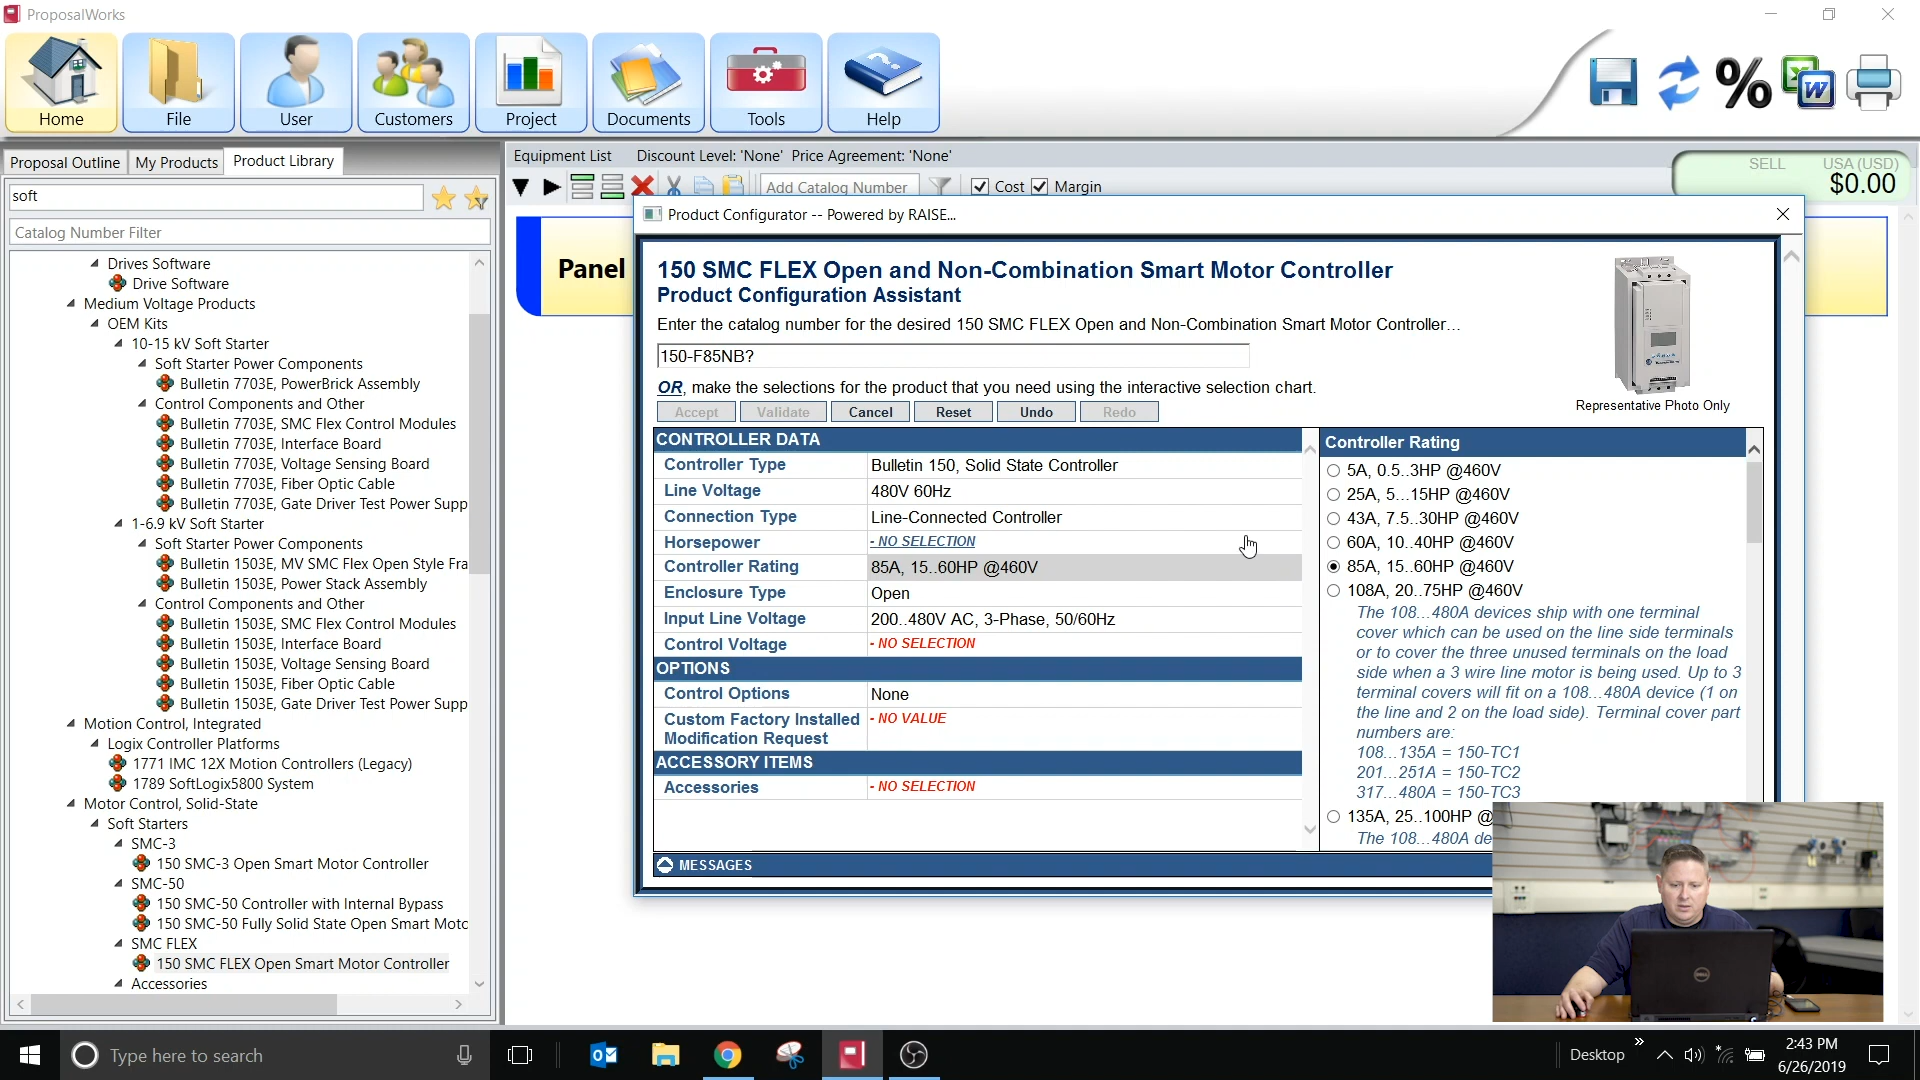 ProposalWorks
Home
File
User
Customers
Project
Documents
Tools
Help
%
Proposal Outline
My Products
Product Library
Equipment List
Discount Level: 'None'
Price Agreement: 'None'
SELL
USA (USD)
$0.00
soft
Add Catalog Number
Cost
Margin
Catalog Number Filter
Drives Software
Drive Software
Medium Voltage Products
OEM Kits
10-15 kV Soft Starter
Soft Starter Power Components
Bulletin 7703E, PowerBrick Assembly
Control Components and Other
Bulletin 7703E, SMC Flex Control Modules
Bulletin 7703E, Interface Board
Bulletin 7703E, Voltage Sensing Board
Bulletin 7703E, Fiber Optic Cable
Bulletin 7703E, Gate Driver Test Power Supp
1-6.9 kV Soft Starter
Soft Starter Power Components
Bulletin 1503E, MV SMC Flex Open Style Fra
Bulletin 1503E, Power Stack Assembly
Control Components and Other
Bulletin 1503E, SMC Flex Control Modules
Bulletin 1503E, Interface Board
Bulletin 1503E, Voltage Sensing Board
Bulletin 1503E, Fiber Optic Cable
Bulletin 1503E, Gate Driver Test Power Supp
Motion Control, Integrated
Logix Controller Platforms
1771 IMC 12X Motion Controllers (Legacy)
1789 SoftLogix5800 System
Motor Control, Solid-State
Soft Starters
SMC-3
150 SMC-3 Open Smart Motor Controller
SMC-50
150 SMC-50 Controller with Internal Bypass
150 SMC-50 Fully Solid State Open Smart Motc
SMC FLEX
150 SMC FLEX Open Smart Motor Controller
Accessories
Panel
Product Configurator -- Powered by RAISE...
150 SMC FLEX Open and Non-Combination Smart Motor Controller
Product Configuration Assistant
Enter the catalog number for the desired 150 SMC FLEX Open and Non-Combination Smart Motor Controller...
150-F85NB?
OR, make the selections for the product that you need using the interactive selection chart.
Representative Photo Only
Accept
Validate
Cancel
Reset
Undo
Redo
CONTROLLER DATA
Controller Type
Bulletin 150, Solid State Controller
Line Voltage
480V 60Hz
Connection Type
Line-Connected Controller
Horsepower
- NO SELECTION
Controller Rating
85A, 15..60HP @460V
Enclosure Type
Open
Input Line Voltage
200..480V AC, 3-Phase, 50/60Hz
Control Voltage
- NO SELECTION
OPTIONS
Control Options
None
Custom Factory Installed
Modification Request
- NO VALUE
ACCESSORY ITEMS
Accessories
- NO SELECTION
MESSAGES
Controller Rating
5A, 0.5..3HP @460V
25A, 5...15HP @460V
43A, 7.5..30HP @460V
60A, 10..40HP @460V
85A, 15..60HP @460V
108A, 20..75HP @460V
The 108...480A devices ship with one terminal
cover which can be used on the line side terminals
or to cover the three unused terminals on the load
side when a 3 wire line motor is being used. Up to 3
terminal covers will fit on a 108...480A device (1 on
the line and 2 on the load side). Terminal cover part
numbers are:
108...135A = 150-TC1
201...251A = 150-TC2
317...480A = 150-TC3
135A, 25..100HP @
The 108...480A de
Type here to search
Desktop
2:43 PM
6/26/2019